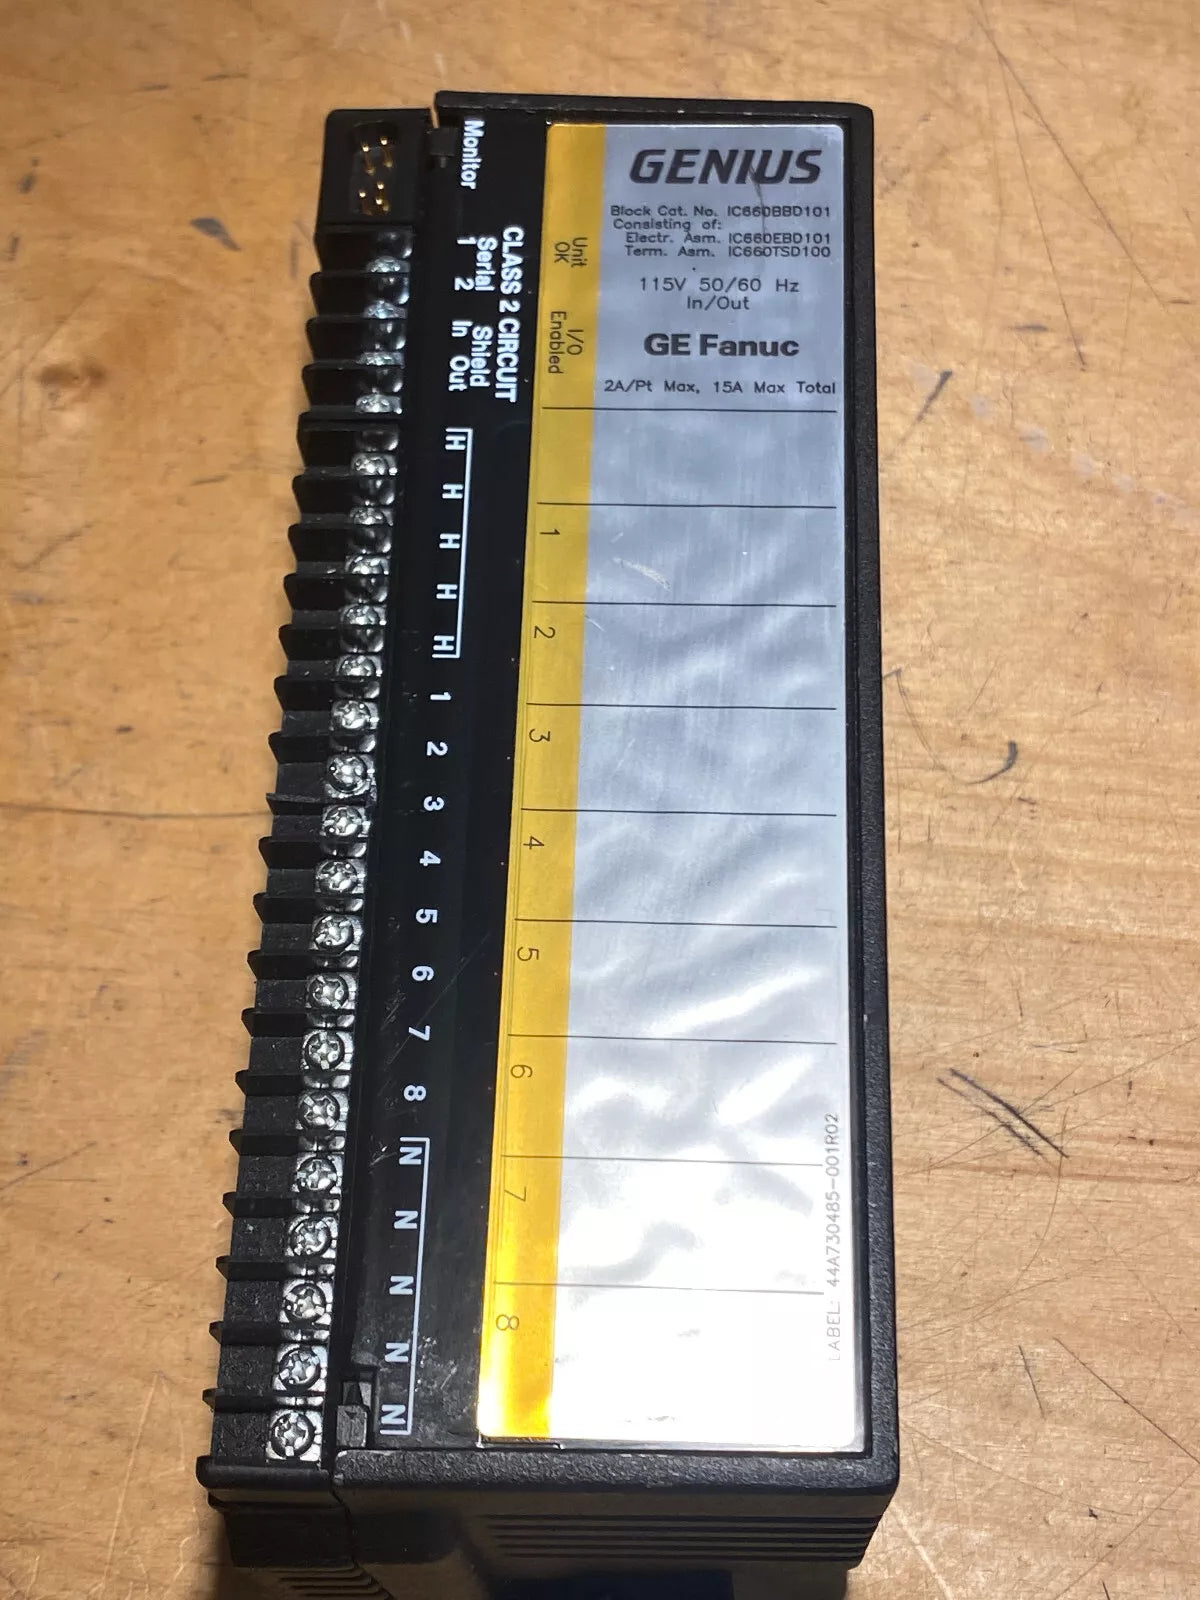 Monitor
CLASS 2 CIRCUIT
Serial Shield
1 2 In Out
H
H
H
H
H
1
2
3
4
5
6
7
8
N
N
N
N
N
Unit
OK
I/O
Enabled
1
2
3
4
5
6
7
8
GENIUS
Block Cat. No. IC660BBD101
Consisting of:
Electr. Asm. IC660EBD101
Term. Asm. IC660TSD100
115V 50/60 Hz
In/Out
GE Fanuc
2A/Pt Max, 15A Max Total
LABEL: 44A730485-001R02